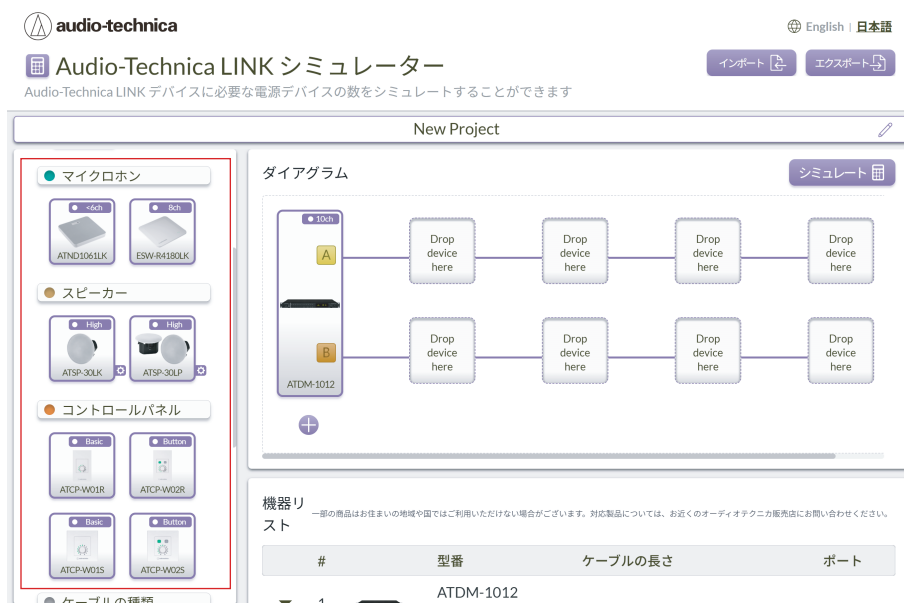 audio-technica
English | 日本語
Audio-Technica LINK シミュレーター
インポート
エクスポート
Audio-Technica LINK デバイスに必要な電源デバイスの数をシミュレートすることができます
New Project
マイクロホン
<6ch
8ch
ATND1061LK
ESW-R4180LK
スピーカー
High
High
ATSP-30LK
ATSP-30LP
コントロールパネル
Basic
Button
ATCP-W01R
ATCP-W02R
Basic
Button
ATCP-W01S
ATCP-W02S
ケーブルの種類
ダイアグラム
シミュレート
10ch
A
B
ATDM-1012
Drop
device
here
Drop
device
here
Drop
device
here
Drop
device
here
Drop
device
here
Drop
device
here
Drop
device
here
Drop
device
here
機器リ
スト
一部の商品はお住まいの地域や国ではご利用いただけない場合がございます。対応製品については、お近くのオーディオテクニカ販売店にお問い合わせください。
# 型番 ケーブルの長さ ポート
1
ATDM-1012